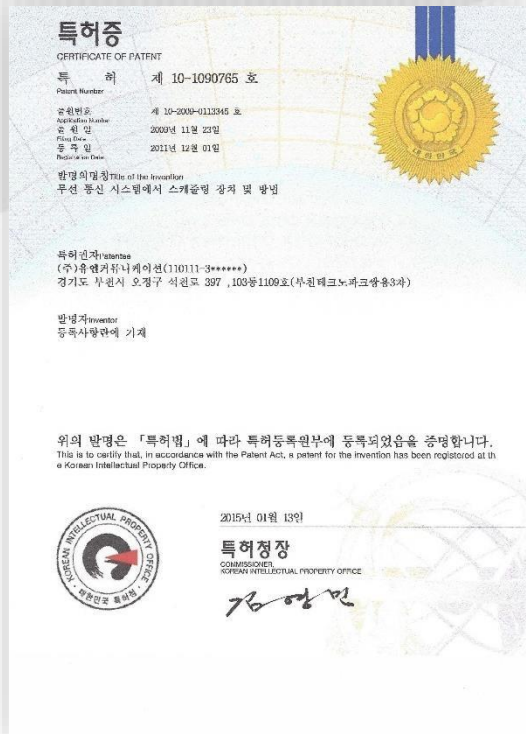 특허증
CERTIFICATE OF PATENT
특 허 제 10-1090765 호
Patent Number
출원번호 제 10-2009-0113345 호
Application Number
출 원 일 2009년 11월 23일
Filing Date
등 록 일 2011년 12월 01일
Registration Date
발명의명칭 Title of the Invention
무선 통신 시스템에서 스케줄링 장치 및 방법
특허권자 Patentee
(주)유엔커뮤니케이션(110111-3******)
경기도 부천시 오정구 석천로 397 ,103동1109호(부천테크노파크쌍용3차)
발명자 Inventor
등록사항란에 기재
위의 발명은 「특허법」에 따라 특허등록원부에 등록되었음을 증명합니다.
This is to certify that, in accordance with the Patent Act, a patent for the invention has been registered at th
e Korean Intellectual Property Office.
2015년 01월 13일
특허청장
COMMISSIONER,
KOREAN INTELLECTUAL PROPERTY OFFICE
김영민
KOREAN INTELLECTUAL PROPERTY OFFICE
대한민국 특허청
대한민국